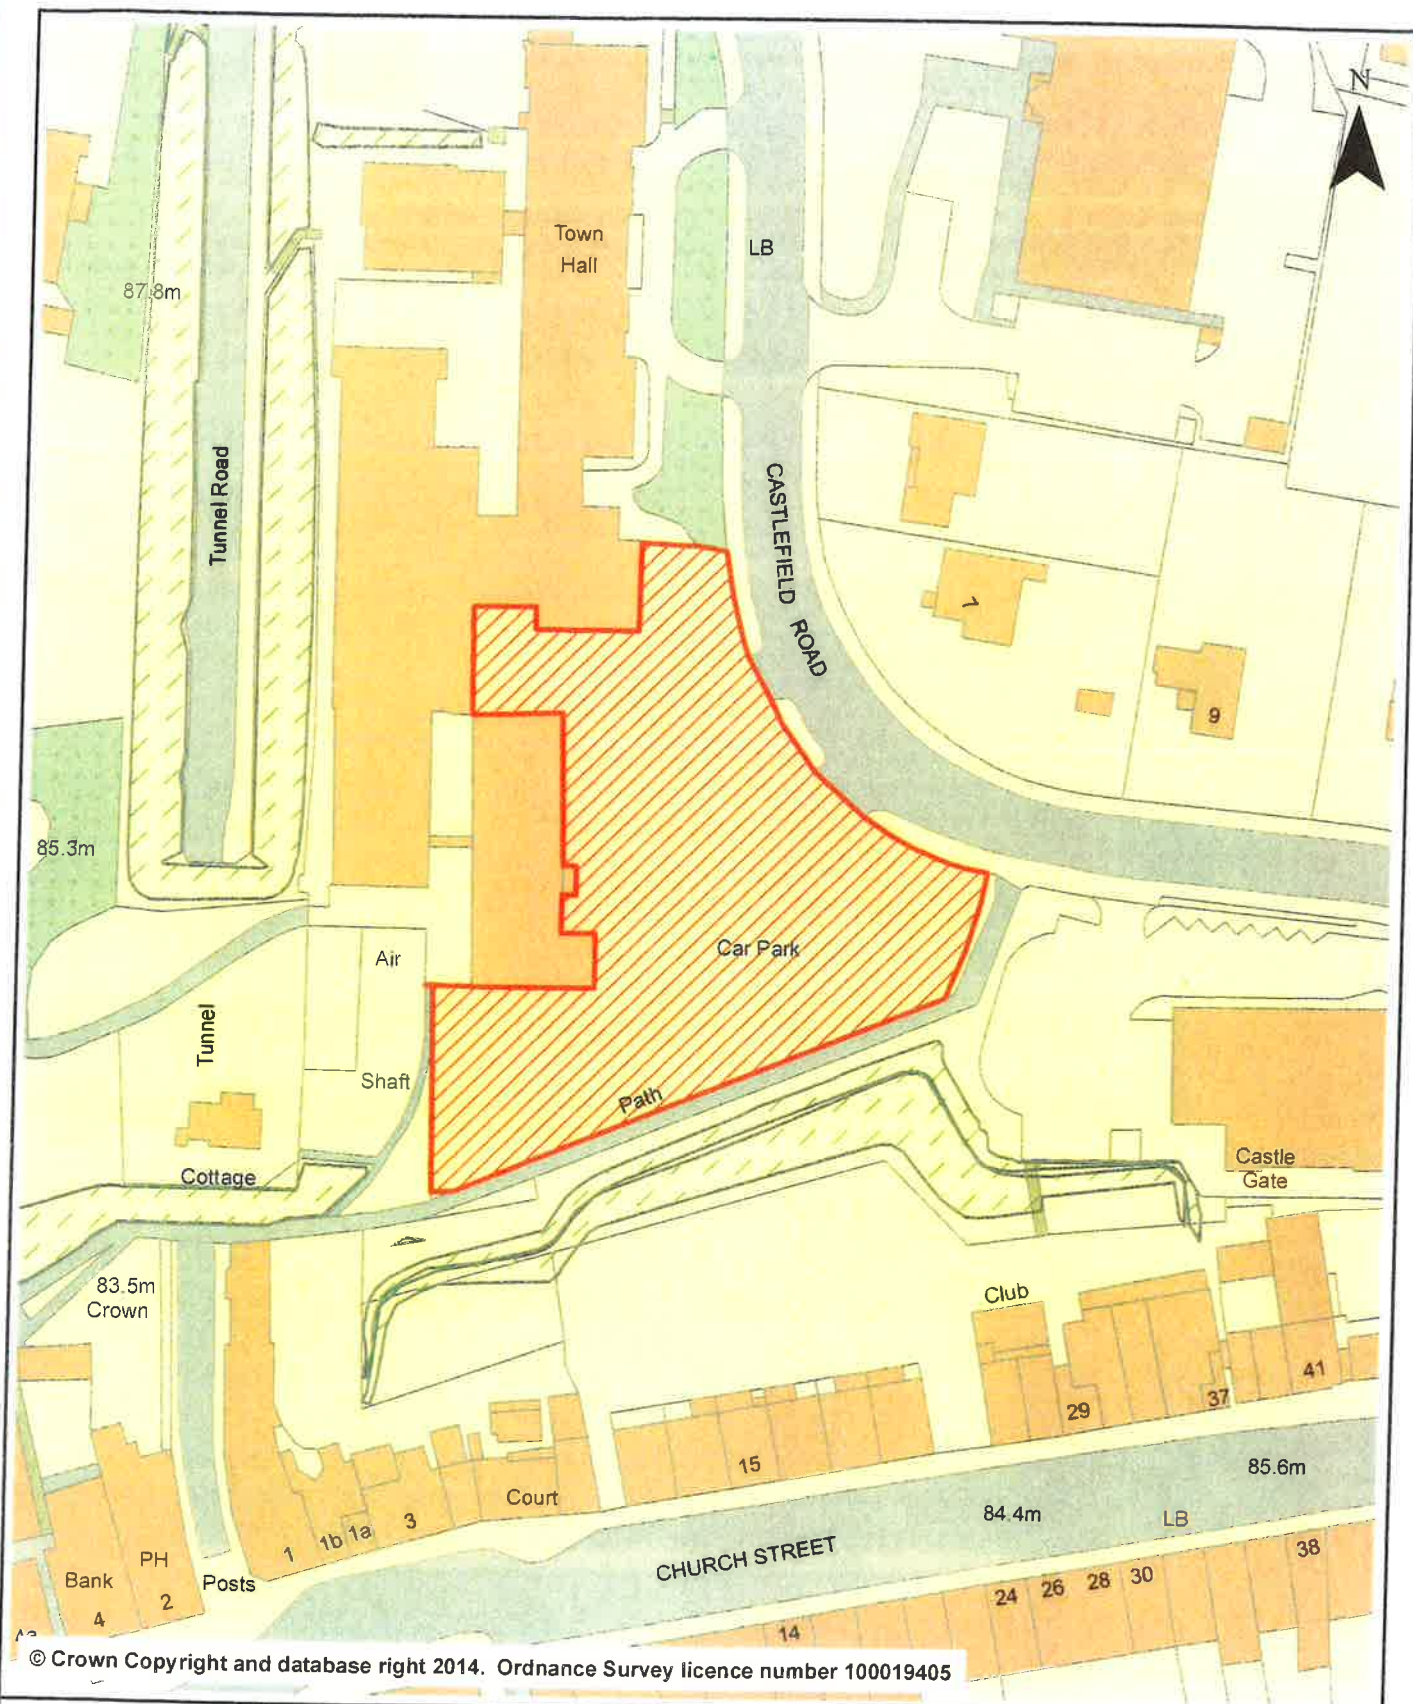 N
Town
Hall
LB
87.8m
Tunnel Road
CASTLEFIELD ROAD
7
9
85.3m
Air
Car Park
Tunnel
Shaft
Path
Cottage
Castle
Gate
83.5m
Crown
Club
41
37
29
15
85.6m
Court
84.4m
LB
3
1a
1b
1
CHURCH STREET
PH
Bank
Posts
2
4
38
30
28
26
24
14
© Crown Copyright and database right 2014. Ordnance Survey licence number 100019405